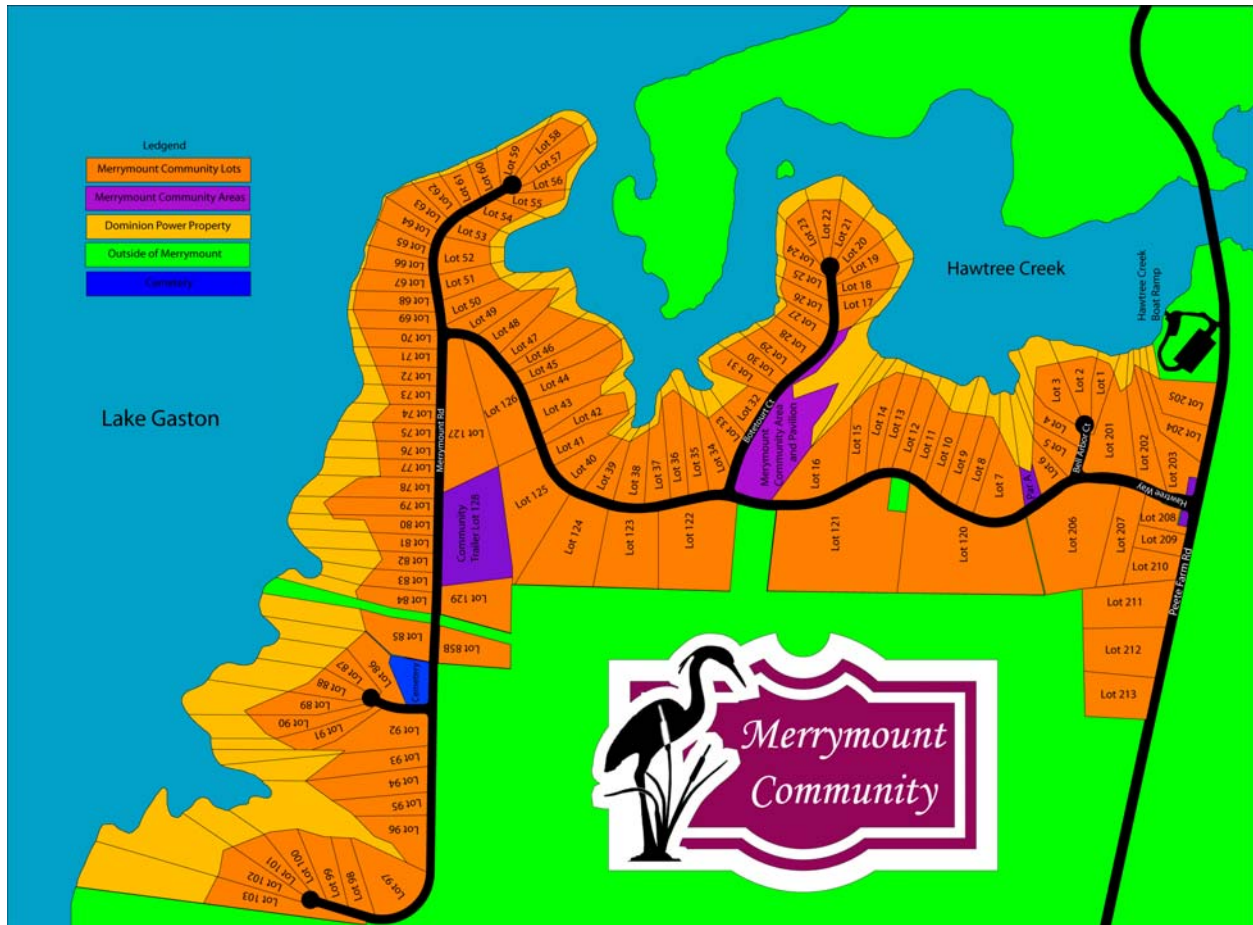 Ledgend
Merrymount Community Lots
Merrymount Community Areas
Dominion Power Property
Outside of Merrymount
Cemetery
Lake Gaston
Hawtree Creek
Hawtree Creek
Boat Ramp
Lot 58
Lot 59
Lot 57
Lot 60
Lot 56
Lot 61
Lot 55
Lot 62
Lot 54
Lot 63
Lot 53
Lot 64
Lot 52
Lot 65
Lot 66
Lot 51
Lot 67
Lot 68
Lot 50
Lot 69
Lot 49
Lot 70
Lot 48
Lot 71
Lot 47
Lot 72
Lot 46
Lot 73
Lot 45
Lot 74
Lot 44
Lot 75
Lot 43
Lot 76
Lot 42
Lot 77
Lot 41
Lot 78
Lot 40
Lot 79
Lot 39
Lot 80
Lot 38
Lot 81
Lot 37
Lot 82
Lot 36
Lot 83
Lot 35
Lot 84
Lot 34
Lot 33
Lot 32
Merrymount Rd
Lot 126
Lot 127
Lot 125
Community
Trailer Lot 128
Lot 129
Lot 124
Lot 123
Lot 122
Lot 22
Lot 23
Lot 21
Lot 24
Lot 20
Lot 25
Lot 19
Lot 26
Lot 18
Lot 27
Lot 17
Lot 28
Lot 29
Lot 30
Lot 31
Botetourt Ct
Merrymount
Community Area
and Pavilion
Lot 16
Lot 15
Lot 14
Lot 13
Lot 12
Lot 11
Lot 10
Lot 9
Lot 8
Lot 7
Par A
Lot 6
Lot 5
Lot 4
Lot 3
Lot 2
Lot 1
Bell Arbor Ct
Lot 201
Lot 202
Lot 203
Lot 204
Lot 205
Hawtree Way
Lot 121
Lot 120
Lot 206
Lot 207
Lot 208
Lot 209
Lot 210
Lot 211
Lot 212
Lot 213
Peete Farm Rd
Lot 85
Lot 85B
Lot 86
Cemetery
Lot 87
Lot 88
Lot 89
Lot 90
Lot 91
Lot 92
Lot 93
Lot 94
Lot 95
Lot 96
Lot 97
Lot 98
Lot 99
Lot 100
Lot 101
Lot 102
Lot 103
Merrymount
Community